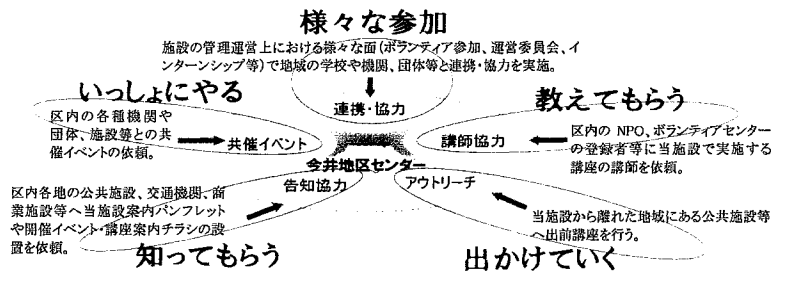 様々な参加
施設の管理運営上における様々な面(ボランティア参加、運営委員会、イ
ンターンシップ等)で地域の学校や機関、団体等と連携・協力を実施。
連携・協力
いっしょにやる
区内の各種機関や
団体、施設等との共
催イベントの依頼。
共催イベント
教えてもらう
講師協力
区内の NPO、ボランティアセンター
の登録者等に当施設で実施する
講座の講師を依頼。
今井地区センター
告知協力
区内各地の公共施設、交通機関、商
業施設等へ当施設案内パンフレット
や開催イベント・講座案内チラシの設
置を依頼。
知ってもらう
アウトリーチ
当施設から離れた地域にある公共施設等
へ出前講座を行う。
出かけていく